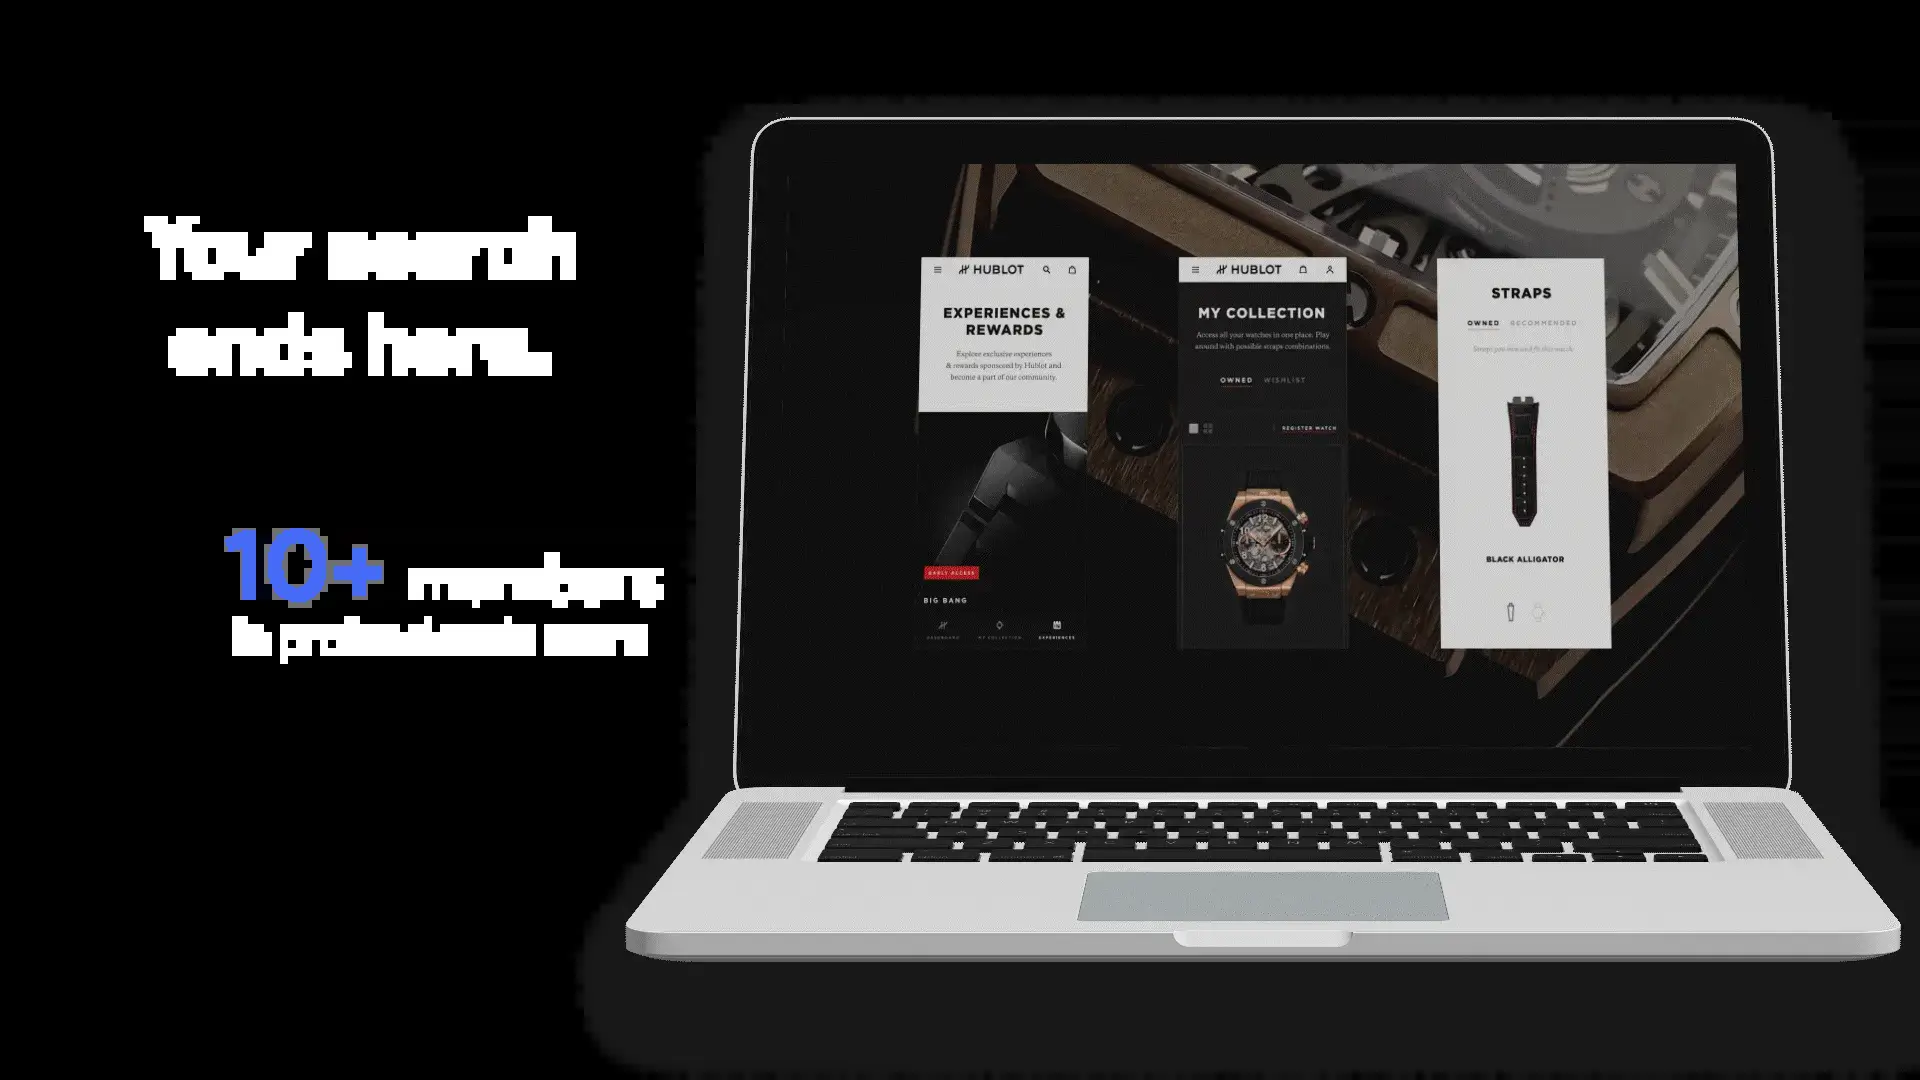 Your search
ends here.
10+ members
& professionals
HUBLOT
EXPERIENCES &
REWARDS
Explore exclusive experiences
& rewards sponsored by Hublot and
become a part of our community.
EARLY ACCESS
BIG BANG
DASHBOARD MY COLLECTION EXPERIENCES
HUBLOT
MY COLLECTION
Access all your watches in one place. Play
around with possible straps combinations.
OWNED WISHLIST
REGISTER WATCH
STRAPS
OWNED RECOMMENDED
Straps you own and fit this watch:
BLACK ALLIGATOR